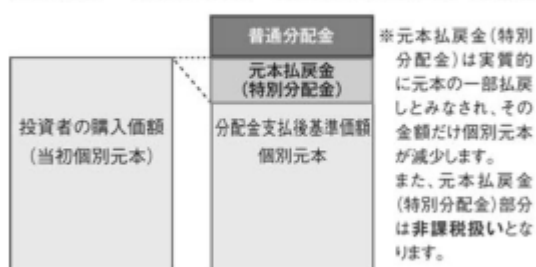 普通分配金
元本払戻金
(特別分配金)
投資者の購入価額
(当初個別元本)
分配金支払後基準価額
個別元本
※元本払戻金(特別
分配金)は実質的
に元本の一部払戻
しとみなされ、その
金額だけ個別元本
が減少します。
また、元本払戻金
(特別分配金)部分
は非課税扱いとな
ります。